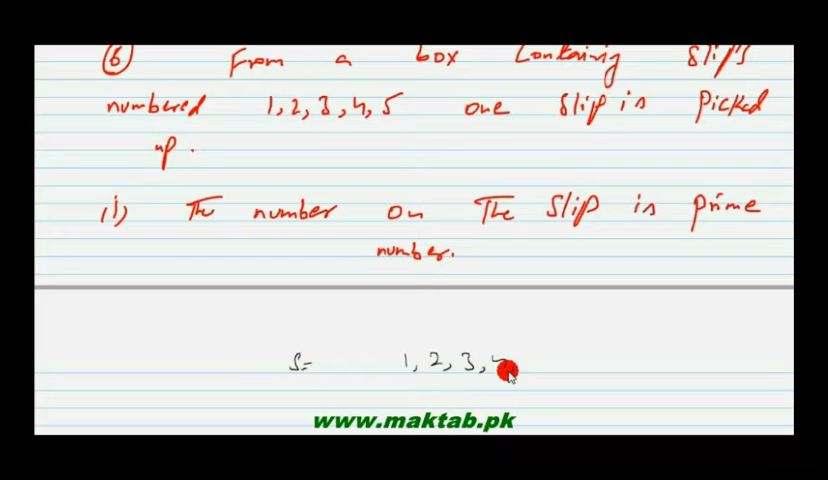 ⑥ From a box Containing Slips
numbered 1, 2, 3, 4, 5 one Slip is Picked
up.
(i) The number on The Slip is prime
number.
S= 1, 2, 3, 4
www.maktab.pk